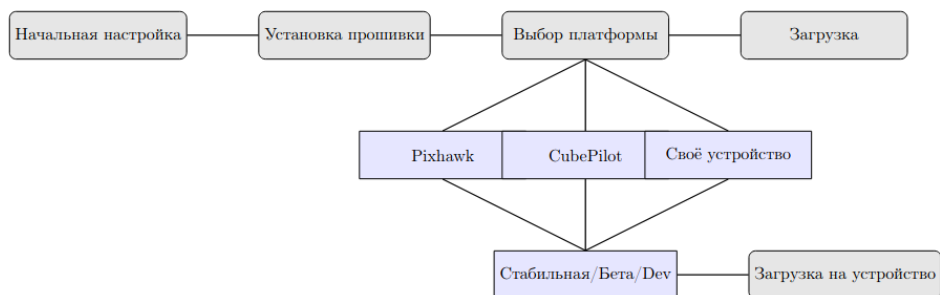 Начальная настройка
Установка прошивки
Выбор платформы
Загрузка
Pixhawk
CubePilot
Своё устройство
Стабильная/Бета/Dev
Загрузка на устройство